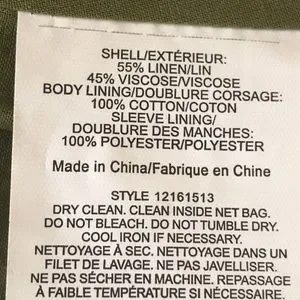 SHELL/EXTÉRIEUR:
55% LINEN/LIN
45% VISCOSE/VISCOSE
BODY LINING/DOUBLURE CORSAGE:
100% COTTON/COTON
SLEEVE LINING/
DOUBLURE DES MANCHES:
100% POLYESTER/POLYESTER
Made in China/Fabrique en Chine
STYLE 12161513
DRY CLEAN. CLEAN INSIDE NET BAG.
DO NOT BLEACH. DO NOT TUMBLE DRY.
COOL IRON IF NECESSARY.
NETTOYAGE À SEC. NETTOYAGE DANS UN
FILET DE LAVAGE. NE PAS JAVELLISER.
NE PAS SÉCHER EN MACHINE. REPASSAGE
À FAIBLE TEMPÉRATURE SI NÉCESSAIRE.